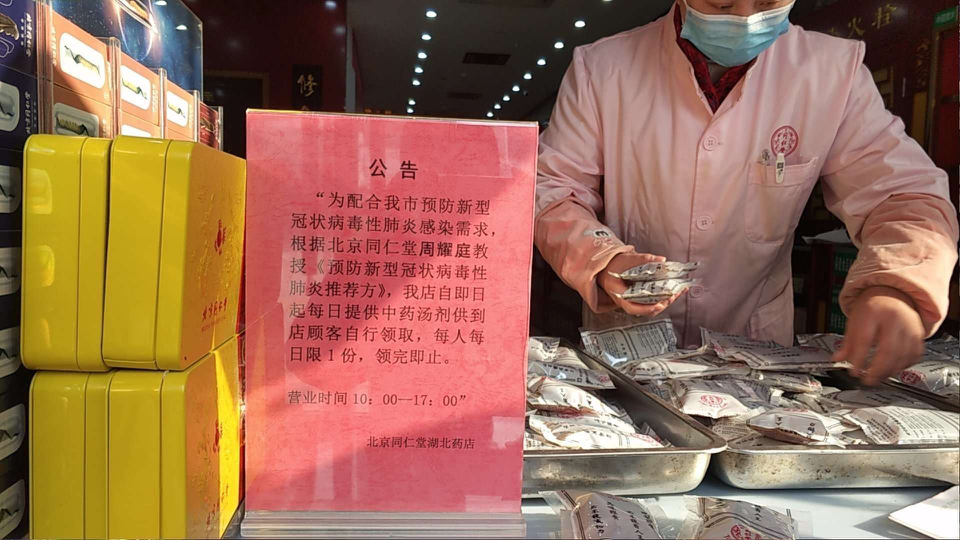 公告
“为配合我市预防新型
冠状病毒性肺炎感染需求，
根据北京同仁堂周耀庭教
授《预防新型冠状病毒性
肺炎推荐方》，我店自即日
起每日提供中药汤剂供到
店顾客自行领取，每人每
日限1份，领完即止。
营业时间10：00—17：00”
北京同仁堂湖北药店